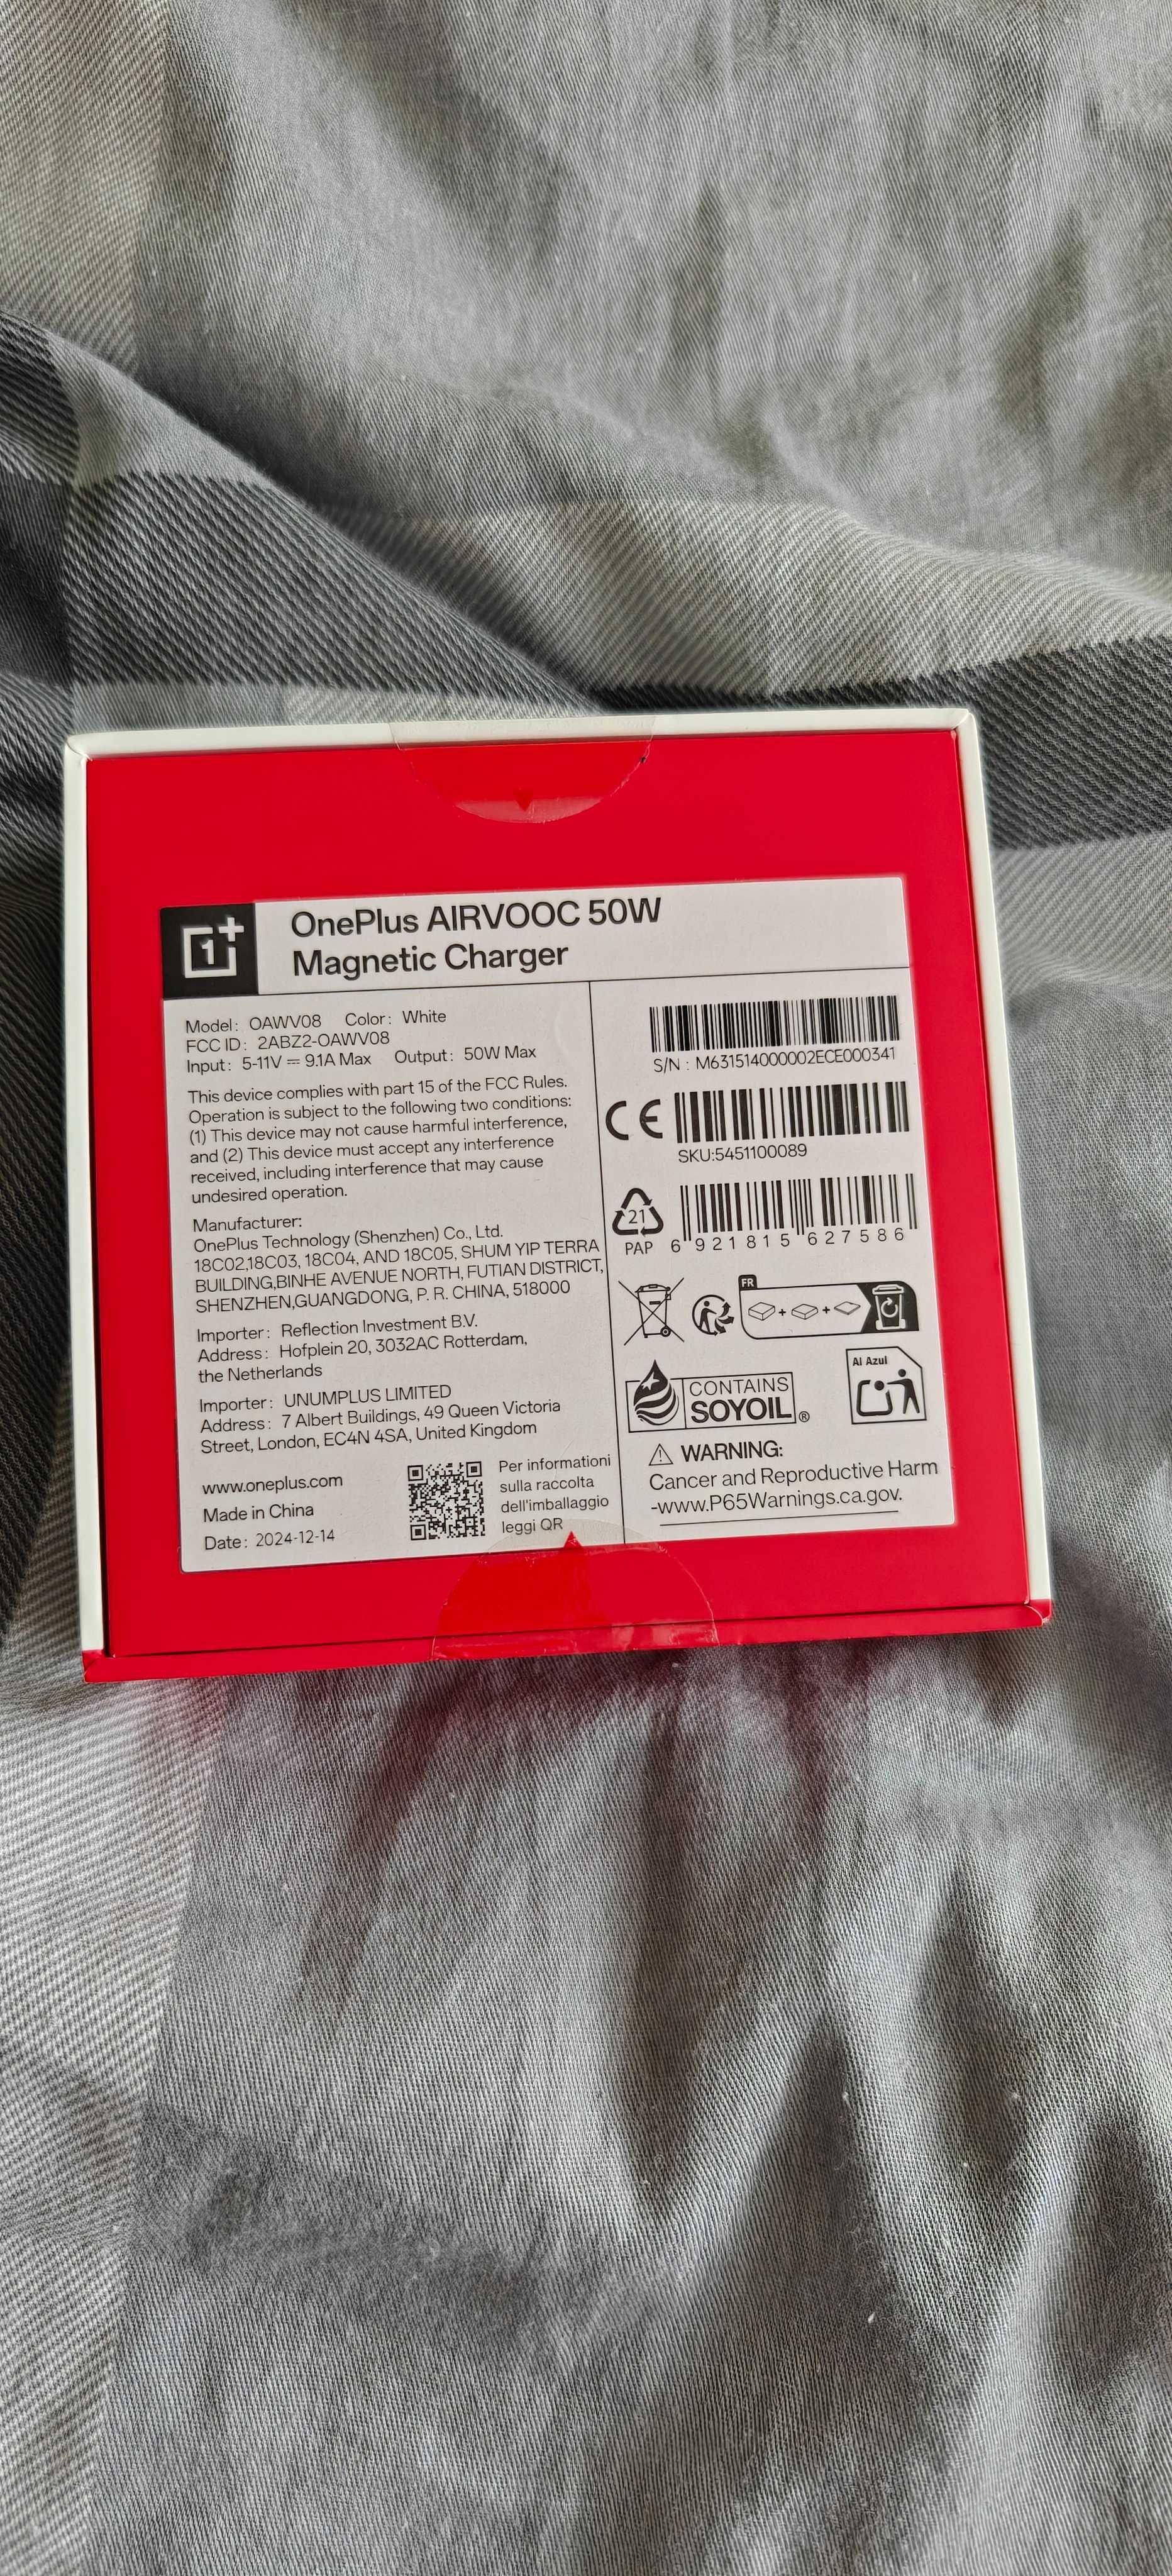 1+
OnePlus AIRVOOC 50W
Magnetic Charger
Model: OAWV08 Color: White
FCC ID: 2ABZ2-OAWV08
Input: 5-11V ⎓ 9.1A Max Output: 50W Max
This device complies with part 15 of the FCC Rules.
Operation is subject to the following two conditions:
(1) This device may not cause harmful interference,
and (2) This device must accept any interference
received, including interference that may cause
undesired operation.
Manufacturer:
OnePlus Technology (Shenzhen) Co., Ltd.
18C02,18C03, 18C04, AND 18C05, SHUM YIP TERRA
BUILDING,BINHE AVENUE NORTH, FUTIAN DISTRICT,
SHENZHEN,GUANGDONG, P. R. CHINA, 518000
Importer: Reflection Investment B.V.
Address: Hofplein 20, 3032AC Rotterdam,
the Netherlands
Importer: UNUMPLUS LIMITED
Address: 7 Albert Buildings, 49 Queen Victoria
Street, London, EC4N 4SA, United Kingdom
www.oneplus.com
Made in China
Date: 2024-12-14
Per informazioni
sulla raccolta
dell'imballaggio
leggi QR
S/N : M631514000002ECE000341
CE
SKU:5451100089
21
PAP
6 921815 627586
FR
CONTAINS
SOYOIL®
Al Azul
WARNING:
Cancer and Reproductive Harm
-www.P65Warnings.ca.gov.